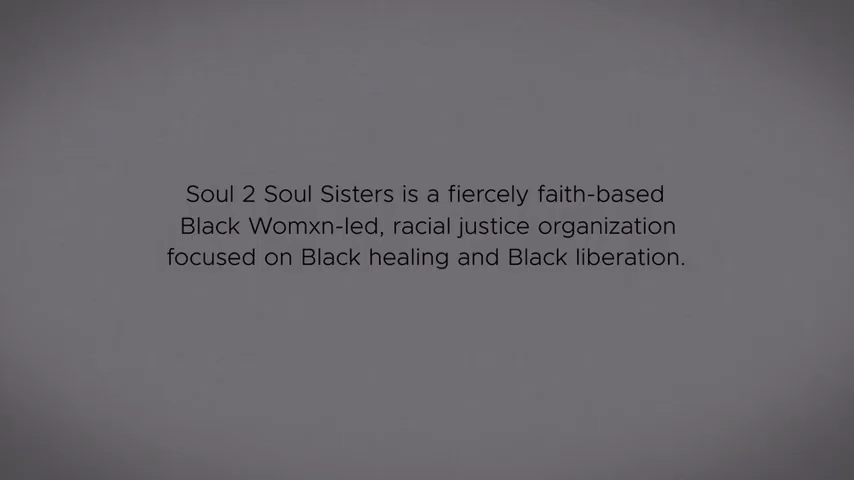 Soul 2 Soul Sisters is a fiercely faith-based
Black Womxn-led, racial justice organization
focused on Black healing and Black liberation.